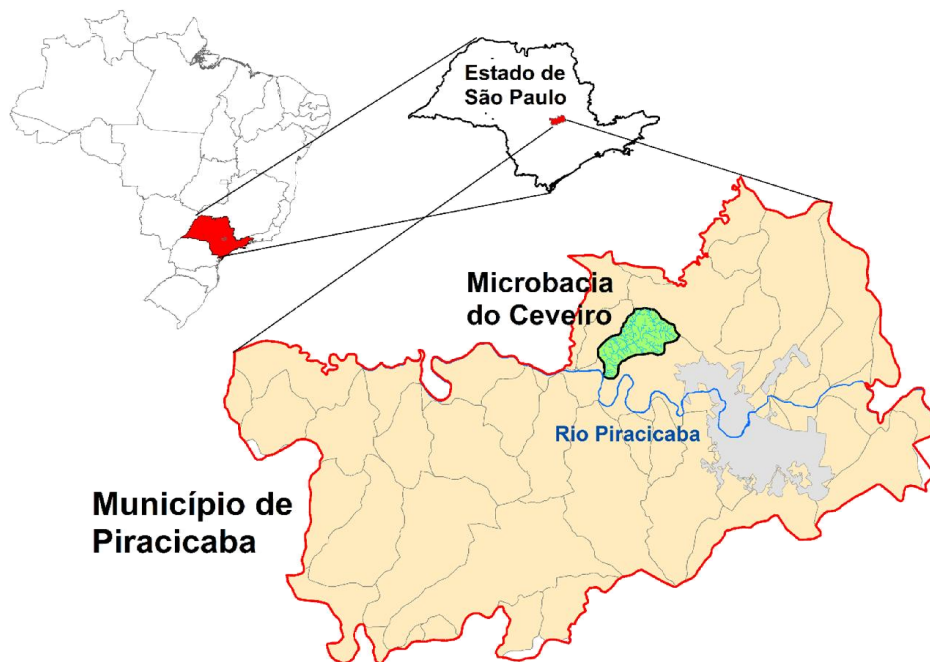 Estado de
São Paulo
Microbacia
do Ceveiro
Rio Piracicaba
Município de
Piracicaba